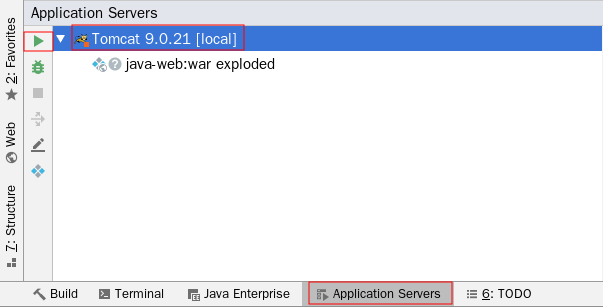 Application Servers
2: Favorites
Web
7: Structure
Tomcat 9.0.21 [local]
java-web:war exploded
Build
Terminal
Java Enterprise
Application Servers
6: TODO